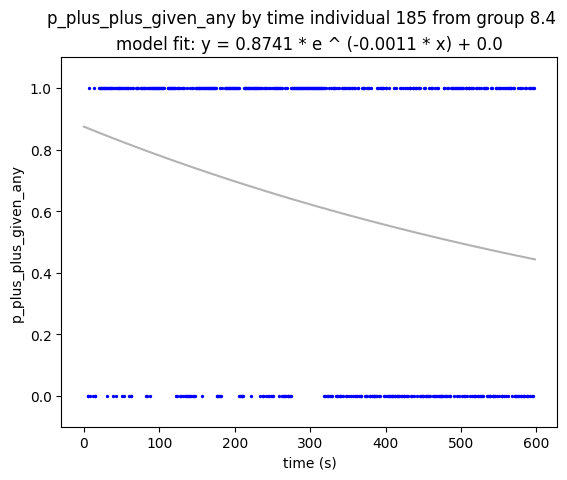 p_plus_plus_given_any by time individual 185 from group 8.4
model fit: y = 0.8741 * e ^ (-0.0011 * x) + 0.0
p_plus_plus_given_any
1.0
0.8
0.6
0.4
0.2
0.0
0 100 200 300 400 500 600
time (s)